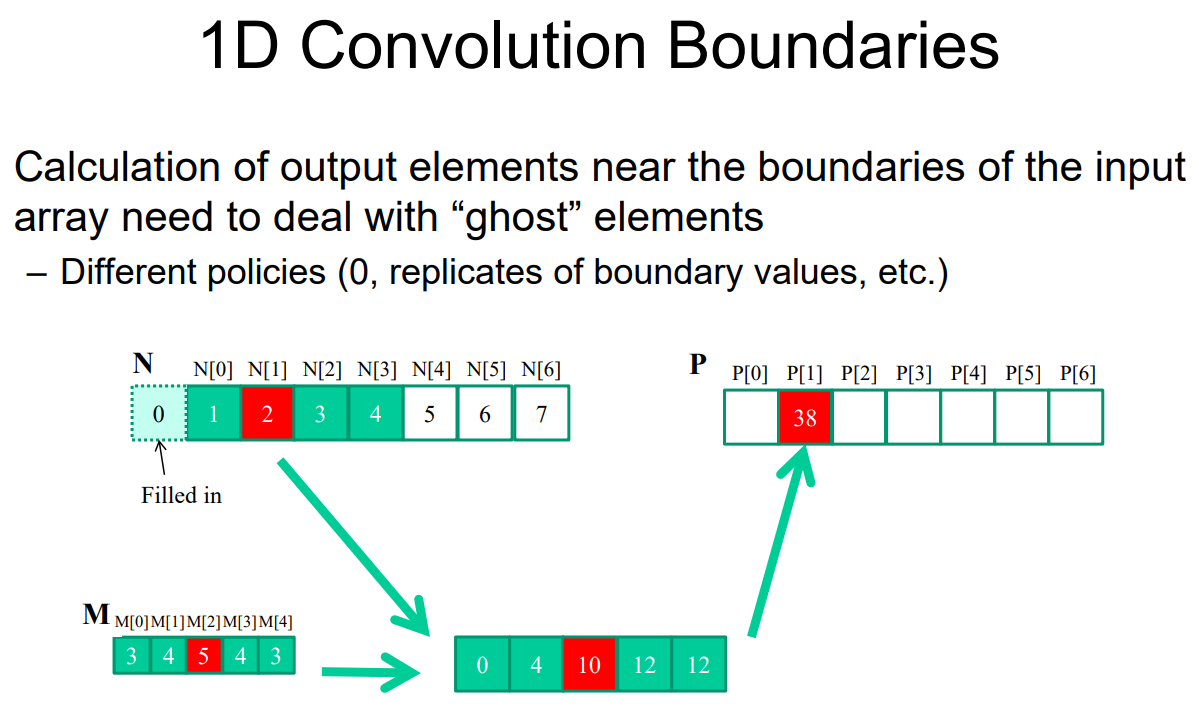 1D Convolution Boundaries
Calculation of output elements near the boundaries of the input
array need to deal with “ghost” elements
– Different policies (0, replicates of boundary values, etc.)
N N[0] N[1] N[2] N[3] N[4] N[5] N[6]
0 1 2 3 4 5 6 7
Filled in
P P[0] P[1] P[2] P[3] P[4] P[5] P[6]
38
M M[0] M[1] M[2] M[3] M[4]
3 4 5 4 3
0 4 10 12 12